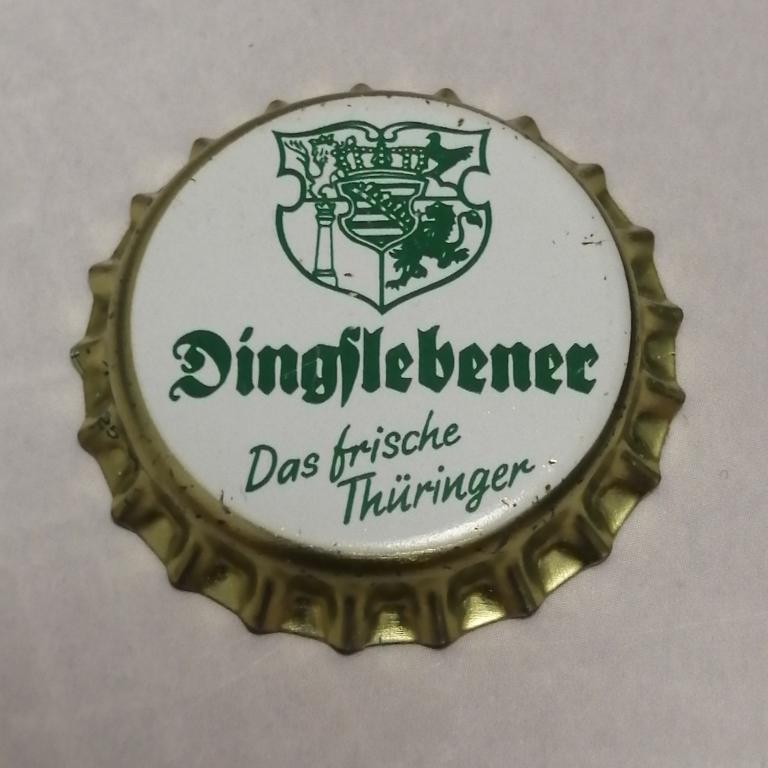 Dingſlebener
Das frische
Thüringer